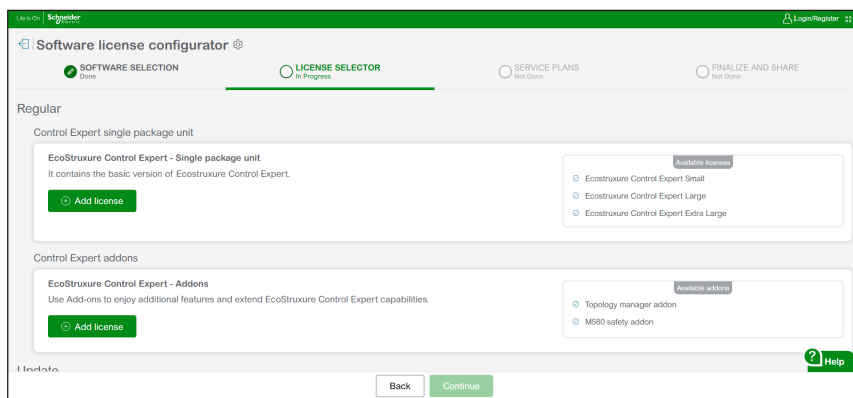 Life Is On | Schneider Electric
Login/Register
Software license configurator
SOFTWARE SELECTION
Done
LICENSE SELECTOR
In Progress
SERVICE PLANS
Not Done
FINALIZE AND SHARE
Not Done
Regular
Control Expert single package unit
EcoStruxure Control Expert - Single package unit
It contains the basic version of Ecostruxure Control Expert.
Add license
Available licenses
Ecostruxure Control Expert Small
Ecostruxure Control Expert Large
Ecostruxure Control Expert Extra Large
Control Expert addons
EcoStruxure Control Expert - Addons
Use Add-ons to enjoy additional features and extend EcoStruxure Control Expert capabilities.
Add license
Available addons
Topology manager addon
M580 safety addon
Update
? Help
Back
Continue